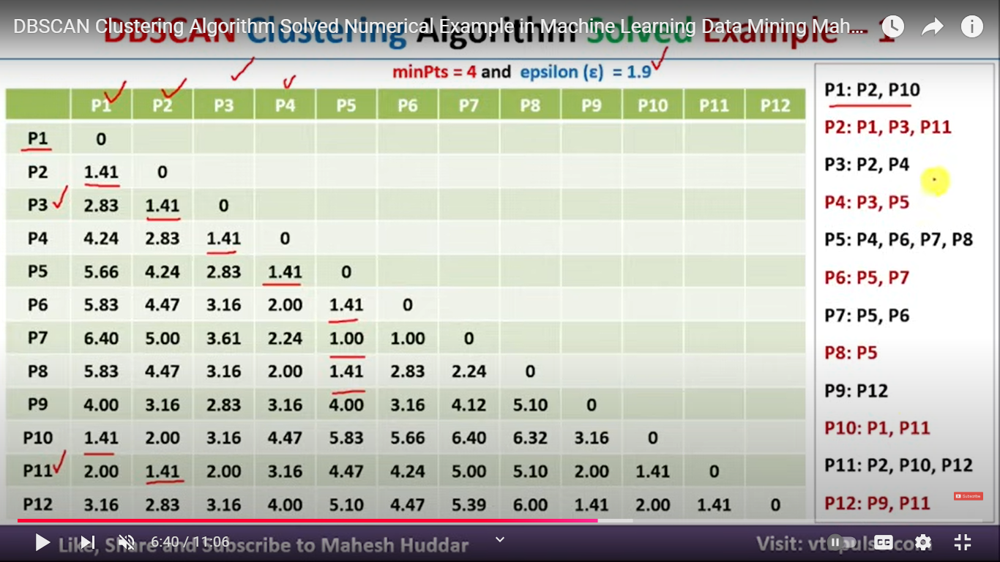 DBSCAN Clustering Algorithm Solved Numerical Example in Machine Learning Data Mining Mah...
DBSCAN Clustering Algorithm Solved Example - 1
minPts = 4 and epsilon (ε) = 1.9
P1 P2 P3 P4 P5 P6 P7 P8 P9 P10 P11 P12
P1 0
P2 1.41 0
P3 2.83 1.41 0
P4 4.24 2.83 1.41 0
P5 5.66 4.24 2.83 1.41 0
P6 5.83 4.47 3.16 2.00 1.41 0
P7 6.40 5.00 3.61 2.24 1.00 1.00 0
P8 5.83 4.47 3.16 2.00 1.41 2.83 2.24 0
P9 4.00 3.16 2.83 3.16 4.00 3.16 4.12 5.10 0
P10 1.41 2.00 3.16 4.47 5.83 5.66 6.40 6.32 3.16 0
P11 2.00 1.41 2.00 3.16 4.47 4.24 5.00 5.10 2.00 1.41 0
P12 3.16 2.83 3.16 4.00 5.10 4.47 5.39 6.00 1.41 2.00 1.41 0
P1: P2, P10
P2: P1, P3, P11
P3: P2, P4
P4: P3, P5
P5: P4, P6, P7, P8
P6: P5, P7
P7: P5, P6
P8: P5
P9: P12
P10: P1, P11
P11: P2, P10, P12
P12: P9, P11
Subscribe
6:40 / 11:06
Like, Share and Subscribe to Mahesh Huddar
Visit:
CC